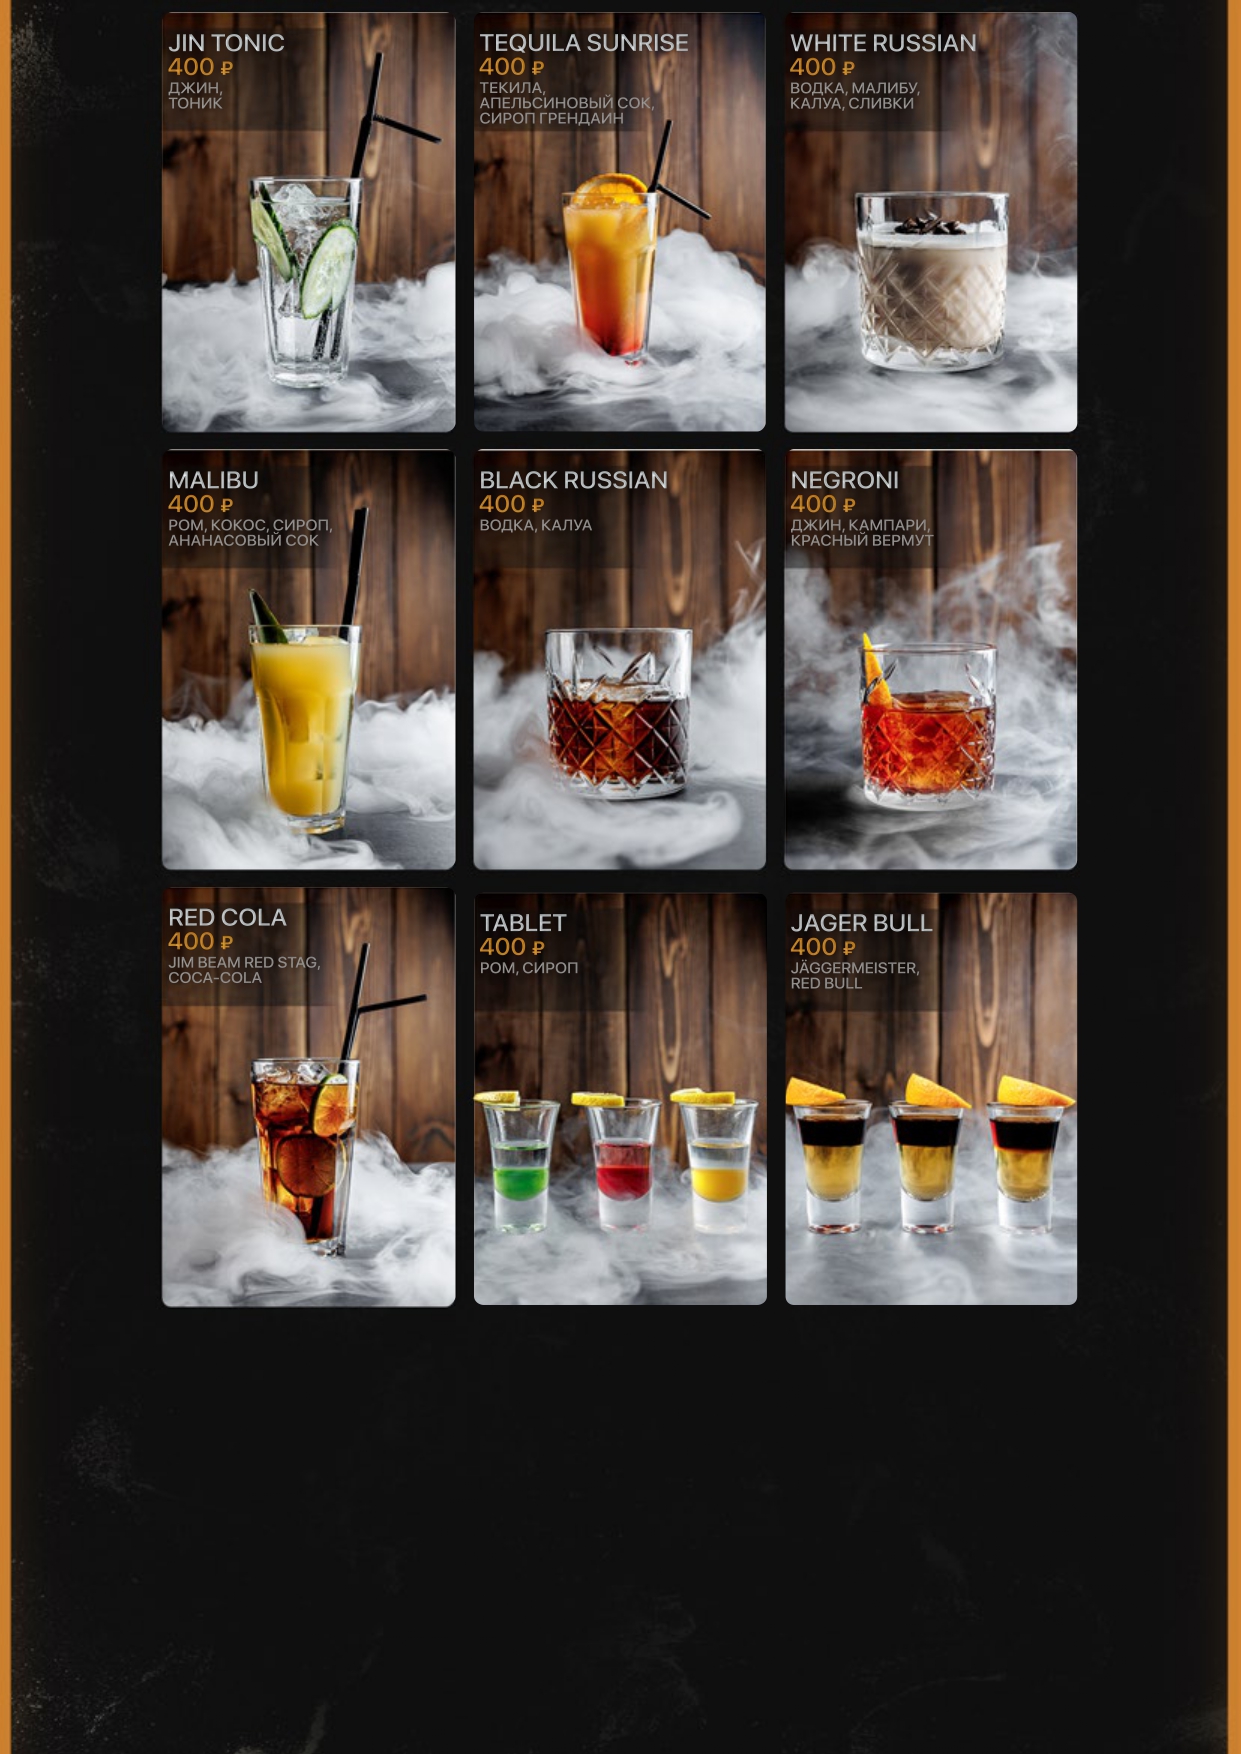 JIN TONIC
400 ₽
ДЖИН,
ТОНИК
TEQUILA SUNRISE
400 ₽
ТЕКИЛА,
АПЕЛЬСИНОВЫЙ СОК,
СИРОП ГРЕНДАИН
WHITE RUSSIAN
400 ₽
ВОДКА, МАЛИБУ,
КАЛУА, СЛИВКИ
MALIBU
400 ₽
РОМ, КОКОС, СИРОП,
АНАНАСОВЫЙ СОК
BLACK RUSSIAN
400 ₽
ВОДКА, КАЛУА
NEGRONI
400 ₽
ДЖИН, КАМПАРИ,
КРАСНЫЙ ВЕРМУТ
RED COLA
400 ₽
JIM BEAM RED STAG,
COCA-COLA
TABLET
400 ₽
РОМ, СИРОП
JAGER BULL
400 ₽
JÄGGERMEISTER,
RED BULL